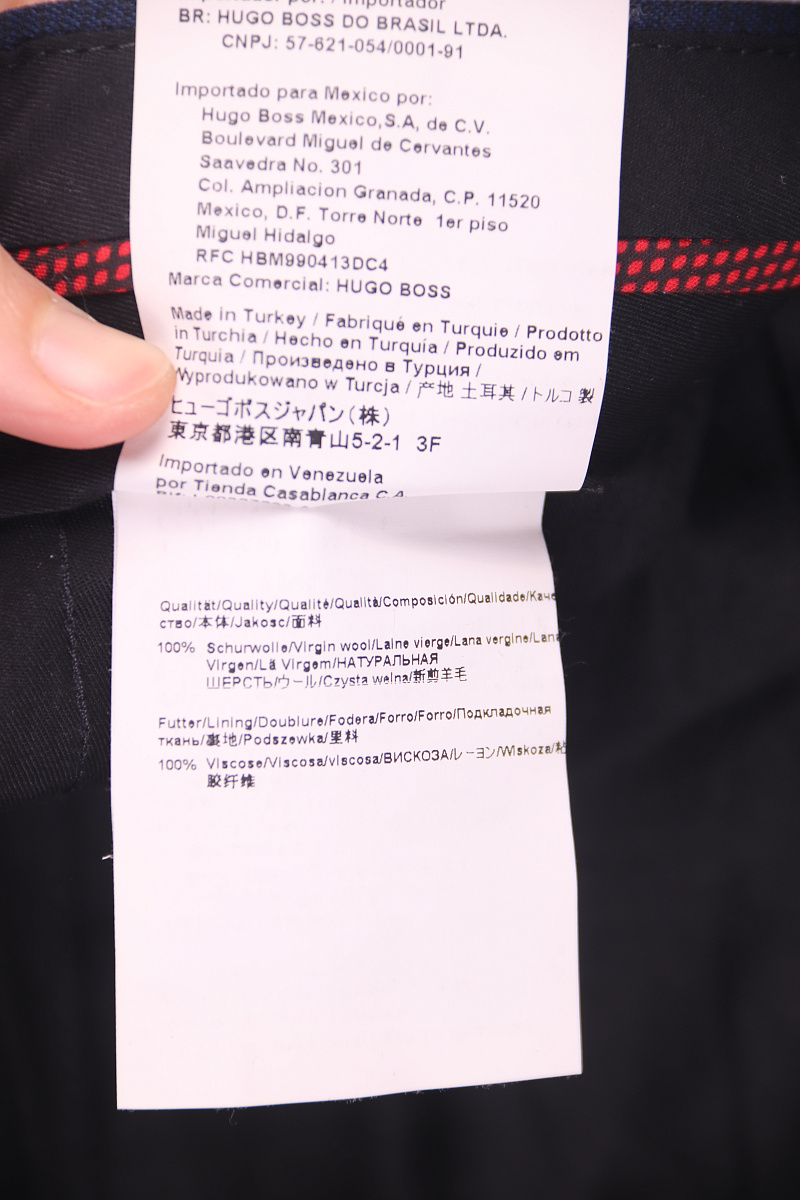 BR: HUGO BOSS DO BRASIL LTDA.
CNPJ: 57-621-054/0001-91
Importado para Mexico por:
Hugo Boss Mexico,S.A, de C.V.
Boulevard Miguel de Cervantes
Saavedra No. 301
Col. Ampliacion Granada, C.P. 11520
Mexico, D.F. Torre Norte 1er piso
Miguel Hidalgo
RFC HBM990413DC4
Marca Comercial: HUGO BOSS
Made in Turkey / Fabriqué en Turquie / Prodotto
in Turchia / Hecho en Turquía / Produzido em
Turquia / Произведено в Турция /
Wyprodukowano w Turcja / 产地 土耳其 / トルコ 製
ヒューゴボスジャパン(株)
東京都港区南青山5-2-1 3F
Importado en Venezuela
por Tienda Casablanca C.A.
Qualität/Quality/Qualité/Qualità/Composición/Qualidade/Каче
ство/本体/Jakosc/面料
100% Schurwolle/Virgin wool/Laine vierge/Lana vergine/Lana
Virgen/Lã Virgem/НАТУРАЛЬНАЯ
ШЕРСТЬ/ウール/Czysta welna/新剪羊毛
Futter/Lining/Doublure/Fodera/Forro/Forro/Подкладочная
ткань/裏地/Podszewka/里料
100% Viscose/Viscosa/viscosa/ВИСКОЗА/レーヨン/Wiskoza/粘
胶纤维